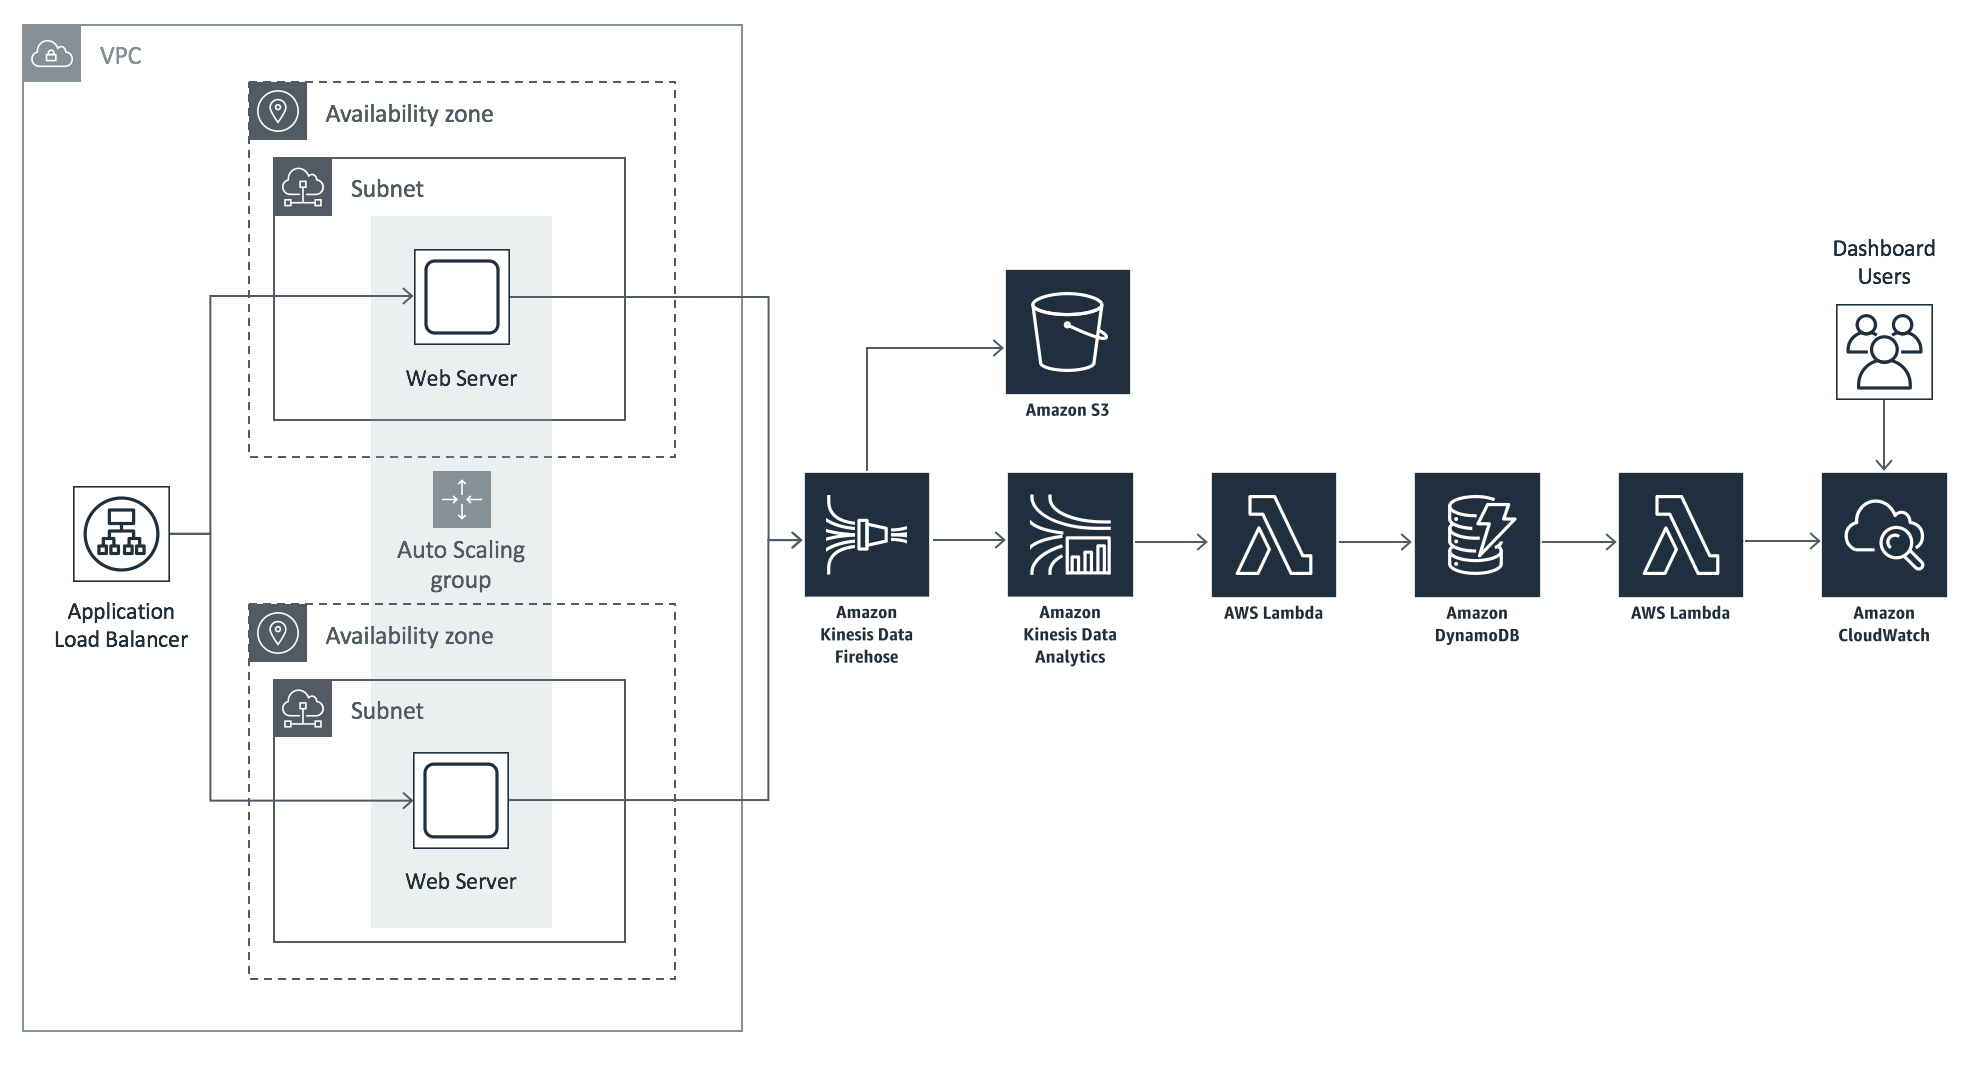 VPC
Availability zone
Subnet
Web Server
Auto Scaling
group
Application
Load Balancer
Availability zone
Subnet
Web Server
Amazon S3
Amazon
Kinesis Data
Firehose
Amazon
Kinesis Data
Analytics
AWS Lambda
Amazon
DynamoDB
AWS Lambda
Dashboard
Users
Amazon
CloudWatch